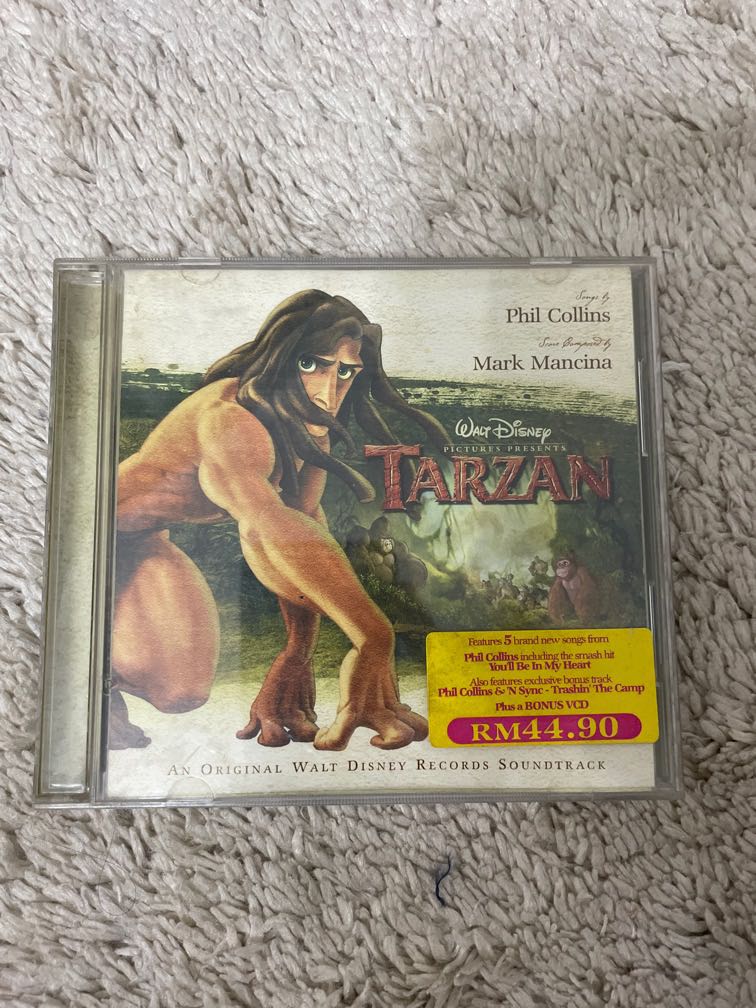 Songs by
Phil Collins
Score Composed by
Mark Mancina
WALT DISNEY
PICTURES PRESENTS
TARZAN
Features 5 brand new songs from
Phil Collins including the smash hit
You'll Be In My Heart
Also features exclusive bonus track
Phil Collins & 'N Sync - Trashin' The Camp
Plus a BONUS VCD
RM44.90
AN ORIGINAL WALT DISNEY RECORDS SOUNDTRACK